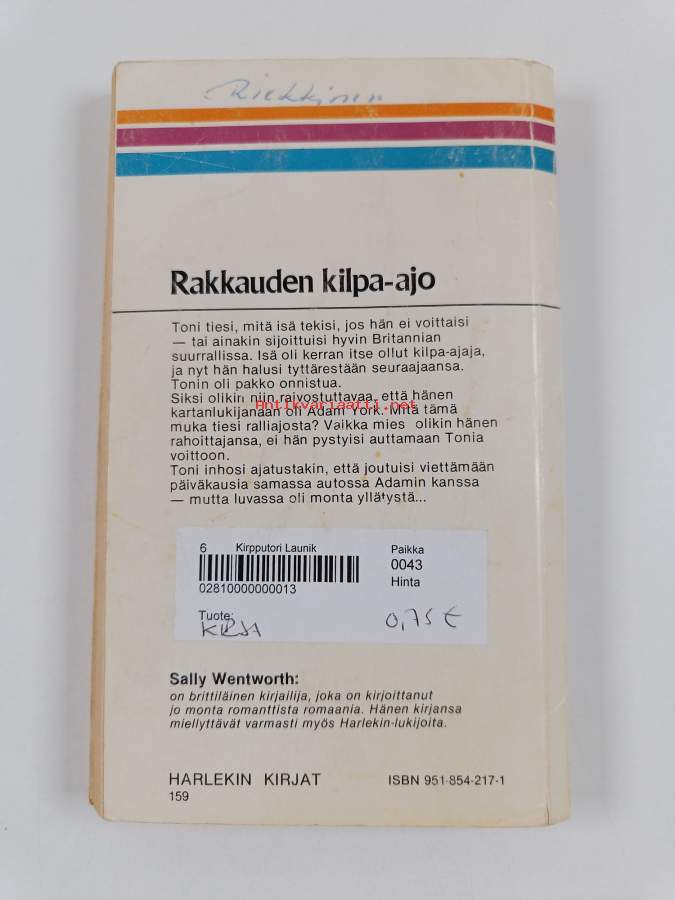 Riekkinen
Rakkauden kilpa-ajo
Toni tiesi, mitä isä tekisi, jos hän ei voittaisi
— tai ainakin sijoittuisi hyvin Britannian
suurrallissa. Isä oli kerran itse ollut kilpa-ajaja,
ja nyt hän halusi tyttärestään seuraajaansa.
Tonin oli pakko onnistua.
Siksi olikin niin raivostuttavaa, että hänen
Antikvariaatti.net
kartanlukijanaan oli Adam York. Mitä tämä
muka tiesi ralliajosta? Vaikka mies olikin hänen
rahoittajansa, ei hän pystyisi auttamaan Tonia
voittoon.
Toni inhosi ajatustakin, että joutuisi viettämään
päiväkausia samassa autossa Adamin kanssa
— mutta luvassa oli monta yllätystä...
6 Kirpputori Launik Paikka
0043
Hinta
02810000000013
Tuote:
KIRJA 0,75 €
Sally Wentworth:
on brittiläinen kirjailija, joka on kirjoittanut
jo monta romanttista romaania. Hänen kirjansa
miellyttävät varmasti myös Harlekin-lukijoita.
HARLEKIN KIRJAT ISBN 951-854-217-1
159